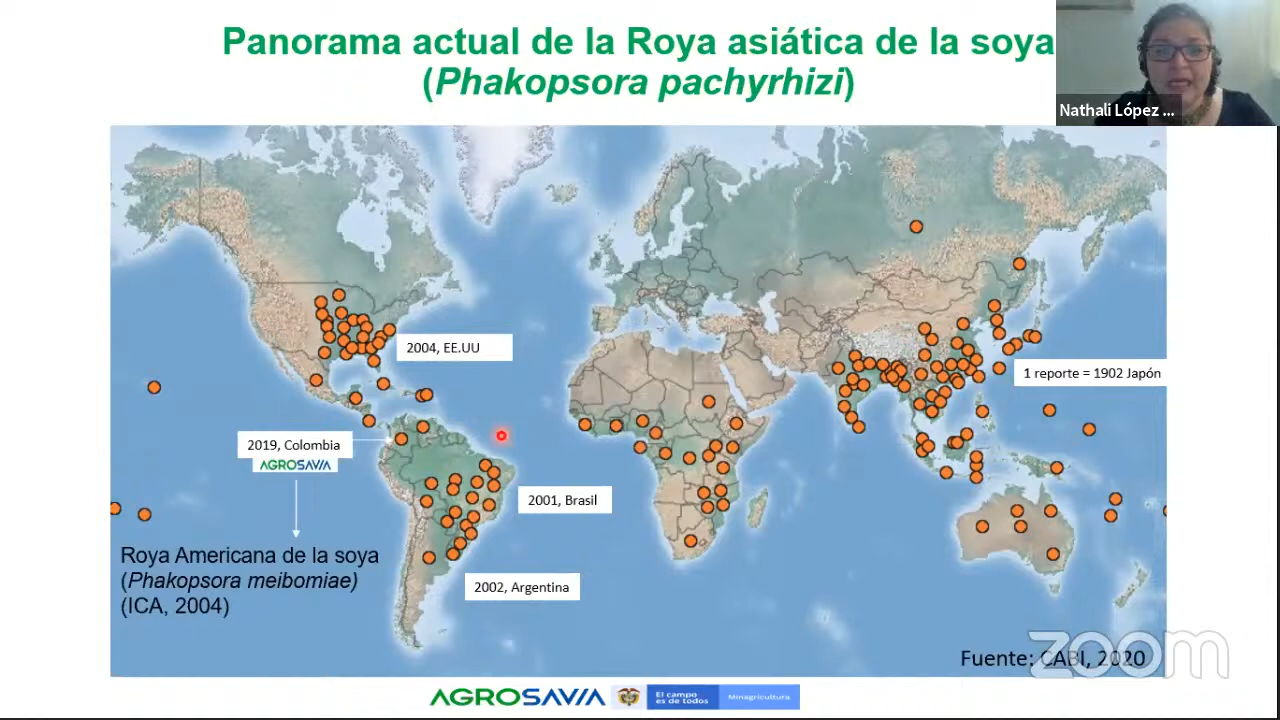 Panorama actual de la Roya asiática de la soya
(Phakopsora pachyrhizi)
Nathali López ...
2004, EE.UU
1 reporte = 1902 Japón
2019, Colombia
AGROSAVIA
2001, Brasil
Roya Americana de la soya
(Phakopsora meibomiae)
(ICA, 2004)
2002, Argentina
Fuente: CABI, 2020
zoom
AGROSAVIA
El campo
es de todos
Minagricultura